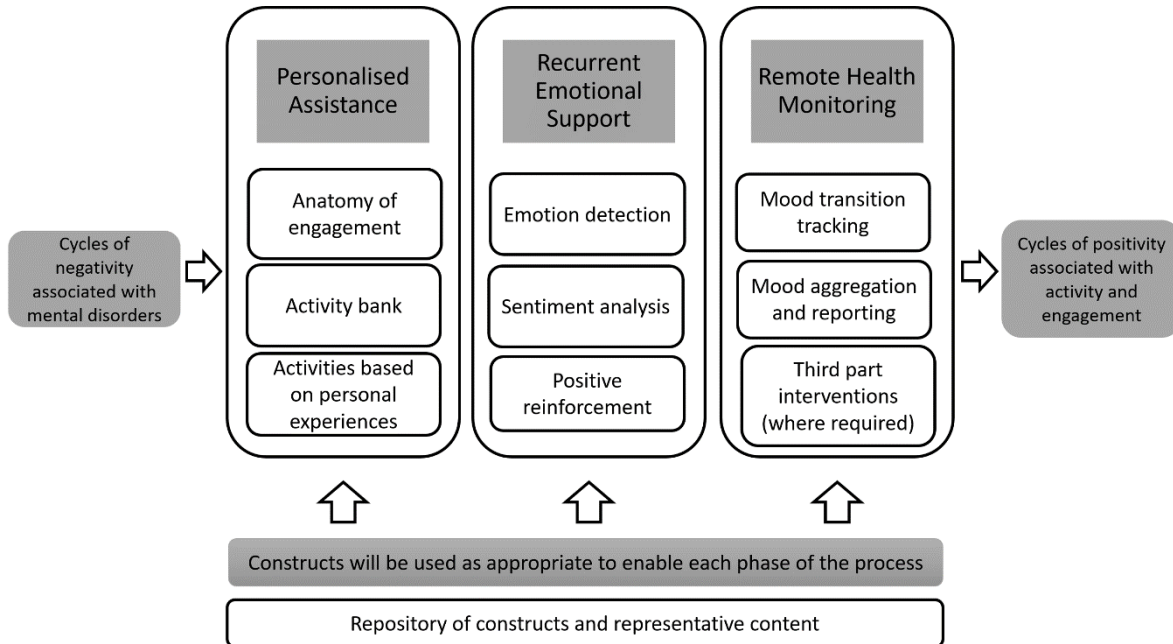 Personalised
Assistance
Recurrent
Emotional
Support
Remote Health
Monitoring
Cycles of
negativity
associated with
mental disorders
Anatomy of
engagement
Activity bank
Activities based
on personal
experiences
Emotion detection
Sentiment analysis
Positive
reinforcement
Mood transition
tracking
Mood aggregation
and reporting
Third part
interventions
(where required)
Cycles of positivity
associated with
activity and
engagement
Constructs will be used as appropriate to enable each phase of the process
Repository of constructs and representative content